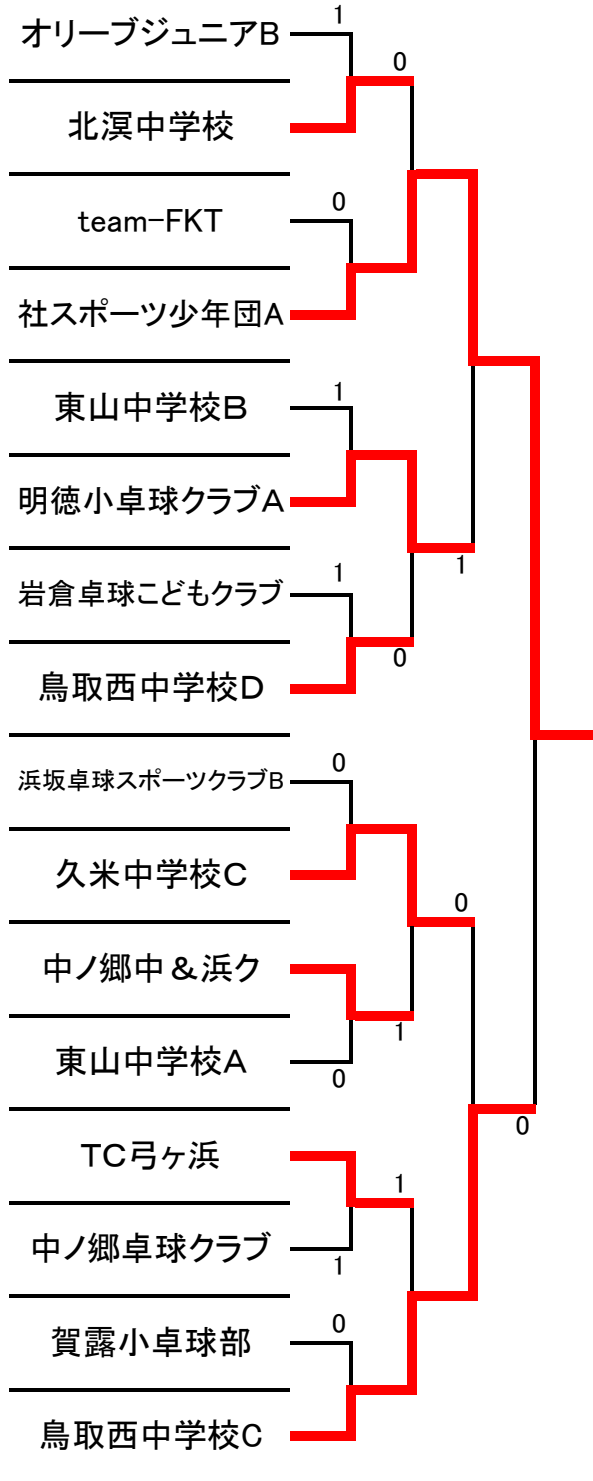 オリーブジュニアB
1
0
北溟中学校
team-FKT
0
社スポーツ少年団A
東山中学校B
1
明徳小卓球クラブA
1
岩倉卓球こどもクラブ
1
0
鳥取西中学校D
浜坂卓球スポーツクラブB
0
久米中学校C
0
中ノ郷中&浜ク
1
東山中学校A
0
0
TC弓ヶ浜
1
中ノ郷卓球クラブ
1
賀露小卓球部
0
鳥取西中学校C